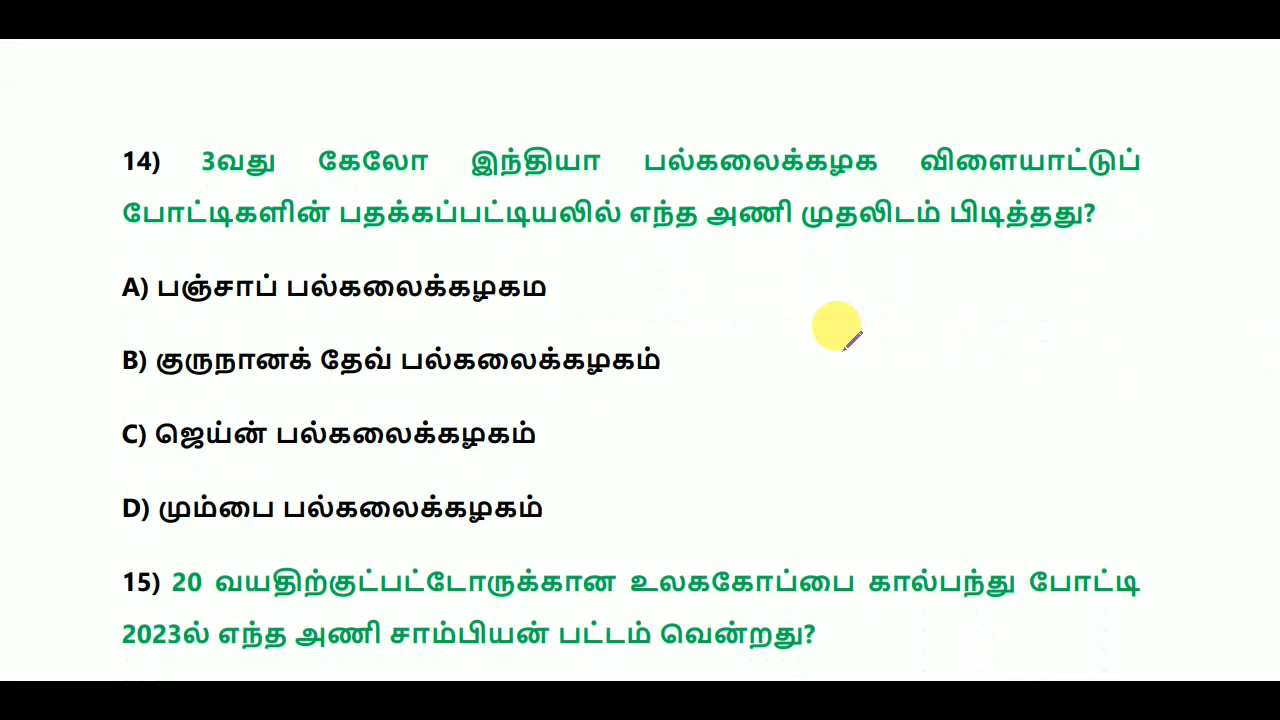 14) 3வது கேலோ இந்தியா பல்கலைக்கழக விளையாட்டுப்
போட்டிகளின் பதக்கப்பட்டியலில் எந்த அணி முதலிடம் பிடித்தது?
A) பஞ்சாப் பல்கலைக்கழகம
B) குருநானக் தேவ் பல்கலைக்கழகம்
C) ஜெய்ன் பல்கலைக்கழகம்
D) மும்பை பல்கலைக்கழகம்
15) 20 வயதிற்குட்பட்டோருக்கான உலககோப்பை கால்பந்து போட்டி
2023ல் எந்த அணி சாம்பியன் பட்டம் வென்றது?